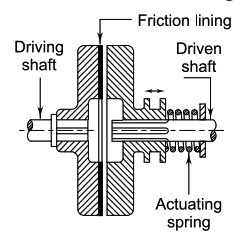 Friction lining
Driving
shaft
Driven
shaft
Actuating
spring